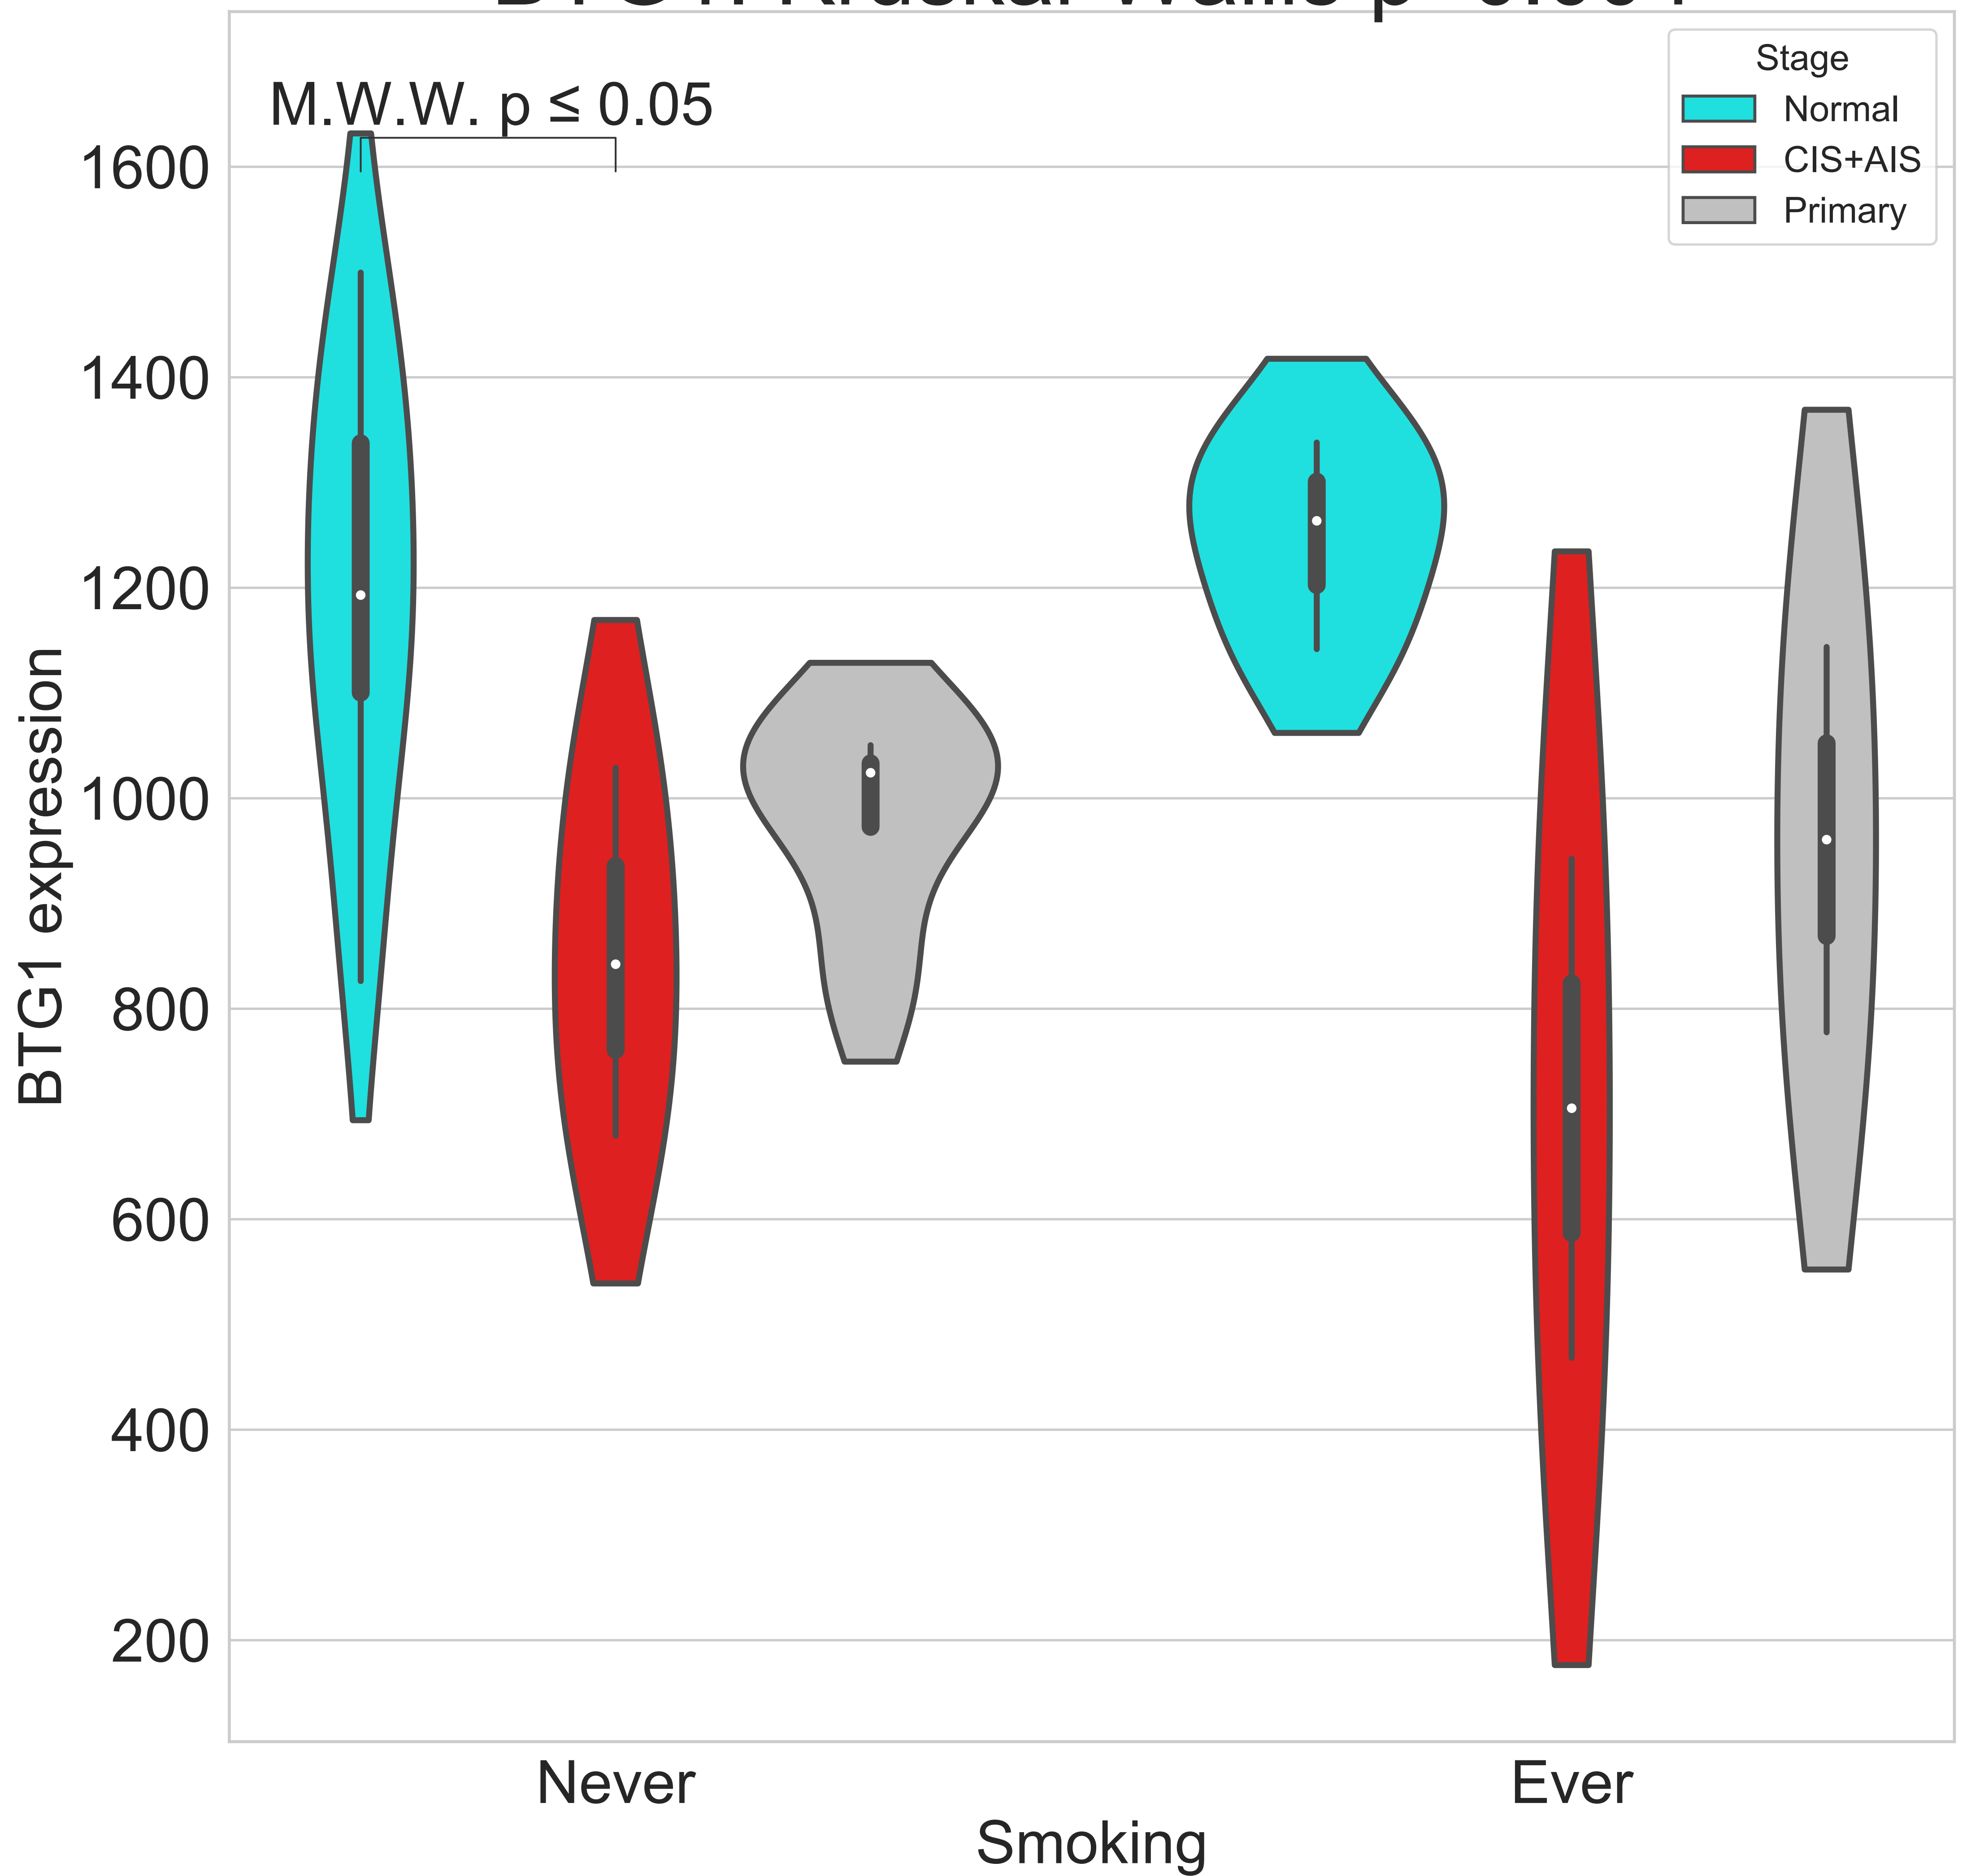 M.W.W. p ≤ 0.05
Stage
Normal
CIS+AIS
Primary
1600
1400
1200
1000
800
600
400
200
BTG1 expression
Never
Ever
Smoking